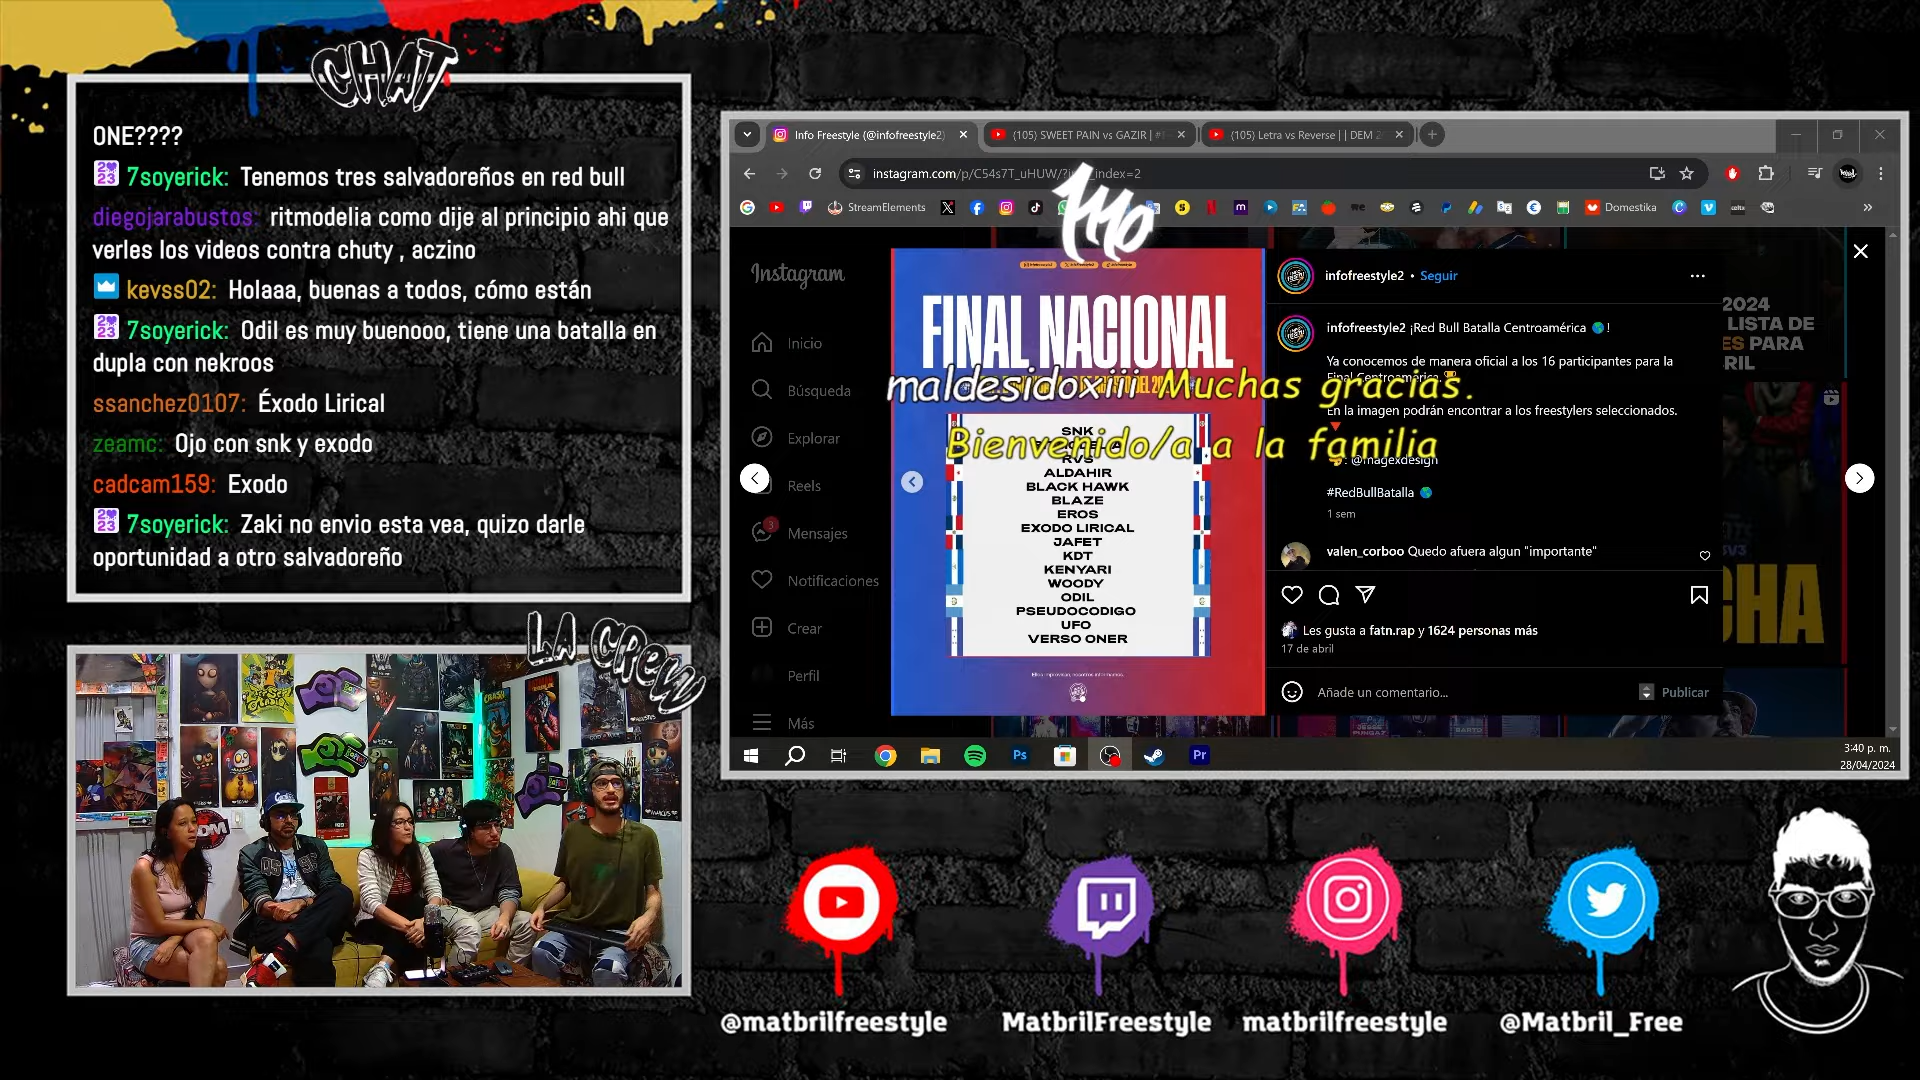 CHAT
ONE????
7soyerick: Tenemos tres salvadoreños en red bull
diegojarabustos: ritmodelia como dije al principio ahi que
verles los videos contra chuty , aczino
kevss02: Holaaa, buenas a todos, cómo están
7soyerick: Odil es muy buenooo, tiene una batalla en
dupla con nekroos
ssanchez0107: Éxodo Lirical
zeamc: Ojo con snk y exodo
cadcam159: Exodo
7soyerick: Zaki no envio esta vea, quizo darle
oportunidad a otro salvadoreño
LA CREW
Info Freestyle (@infofreestyle2)
(105) SWEET PAIN vs GAZIR | #
(105) Letra vs Reverse | | DEM 2
instagram.com/p/C54s7T_uHUW/?
index=2
StreamElements
Domestika
Instagram
Inicio
Búsqueda
Explorar
Reels
3
Mensajes
Notificaciones
Crear
Perfil
Más
FINAL NACIONAL
maldesidoxiii Muchas gracias.
Bienvenido/a a la familia
SNK
RVS
ALDAHIR
BLACK HAWK
BLAZE
EROS
EXODO LIRICAL
JAFET
KDT
KENYARI
WOODY
ODIL
PSEUDOCODIGO
UFO
VERSO ONER
infofreestyle2 • Seguir
infofreestyle2 ¡Red Bull Batalla Centroamérica 🌎 !
Ya conocemos de manera oficial a los 16 participantes para la
Final Centroamérica 🏆
En la imagen podrán encontrar a los freestylers seleccionados.
: @magexdesign
#RedBullBatalla 🌎
1 sem
valen_corboo Quedo afuera algun "importante"
Les gusta a fatn.rap y 1624 personas más
17 de abril
Añade un comentario...
Publicar
2024
LISTA DE
ES PARA
RIL
3V3
CHA
Ps
Pr
3:40 p. m.
28/04/2024
@matbrilfreestyle
MatbrilFreestyle
matbrilfreestyle
@Matbril_Free